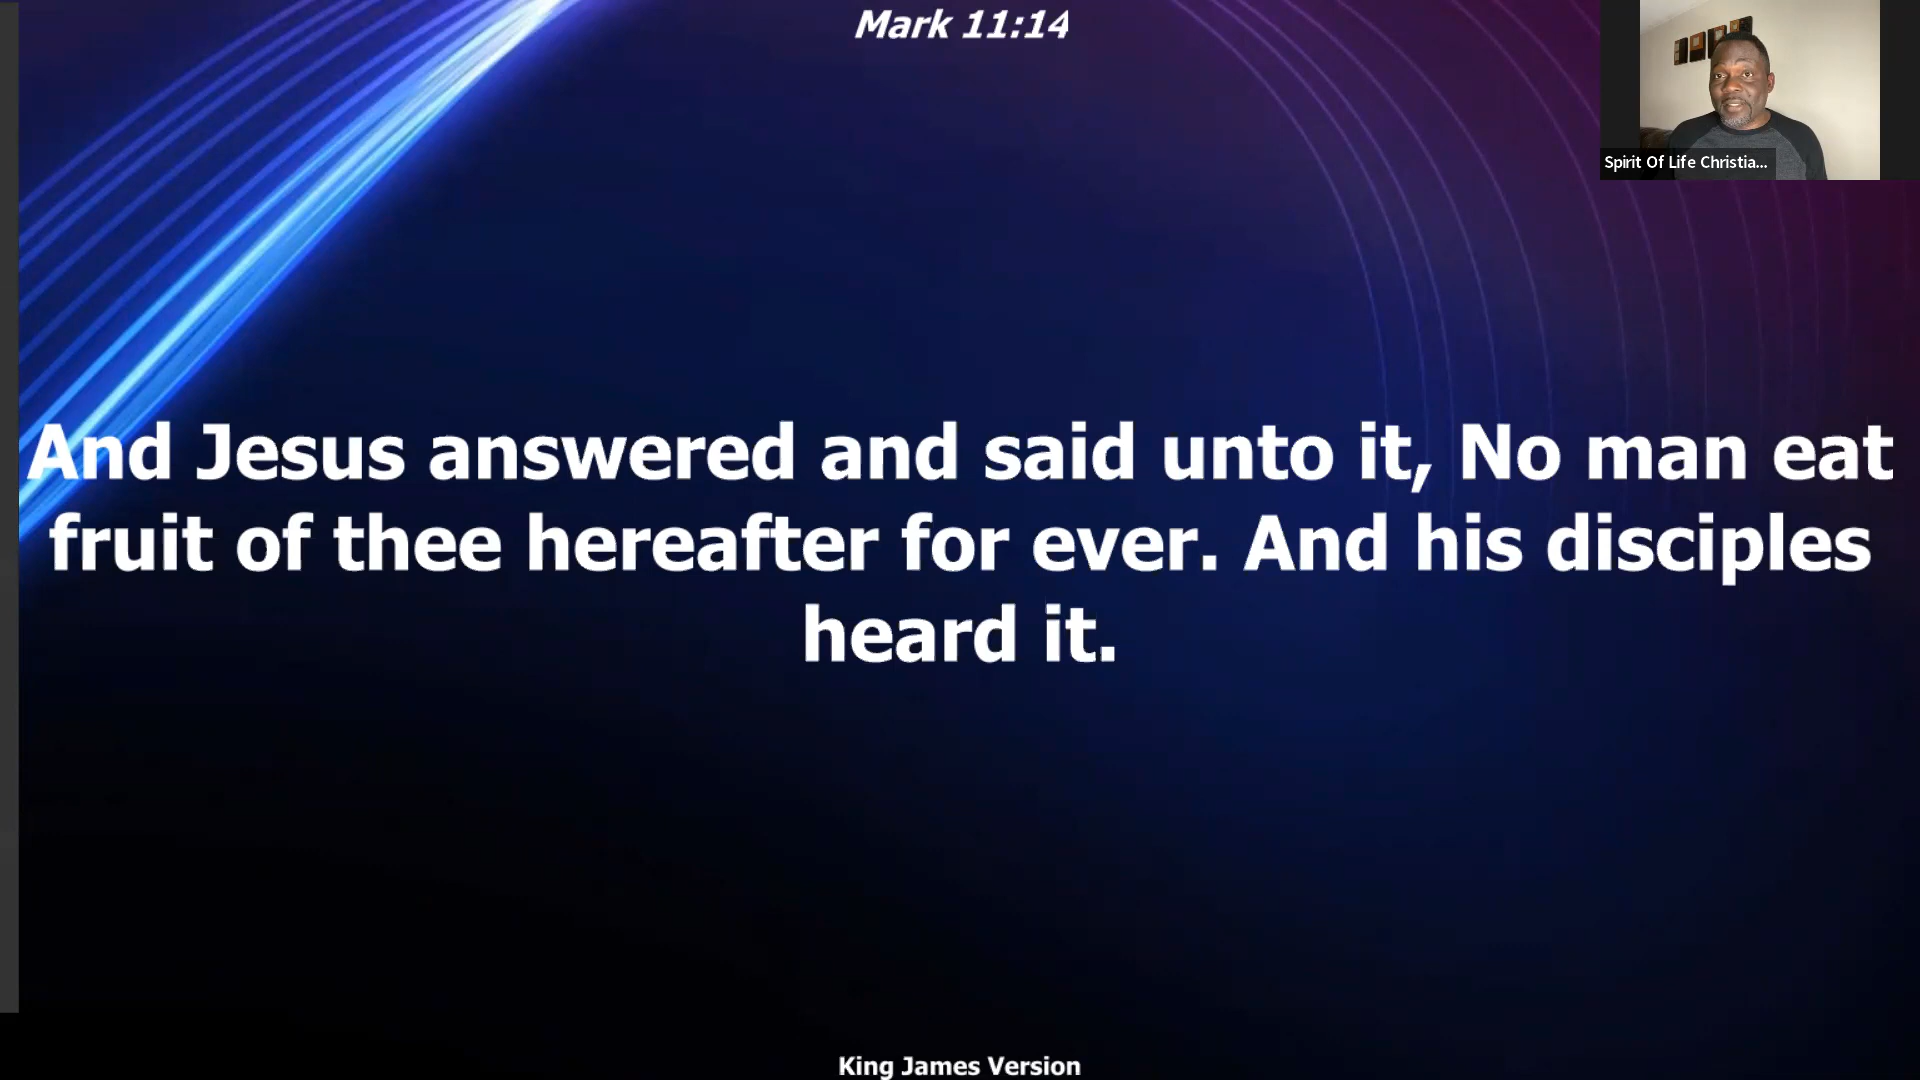 Mark 11:14
Spirit Of Life Christia...
And Jesus answered and said unto it, No man eat
fruit of thee hereafter for ever. And his disciples
heard it.
King James Version